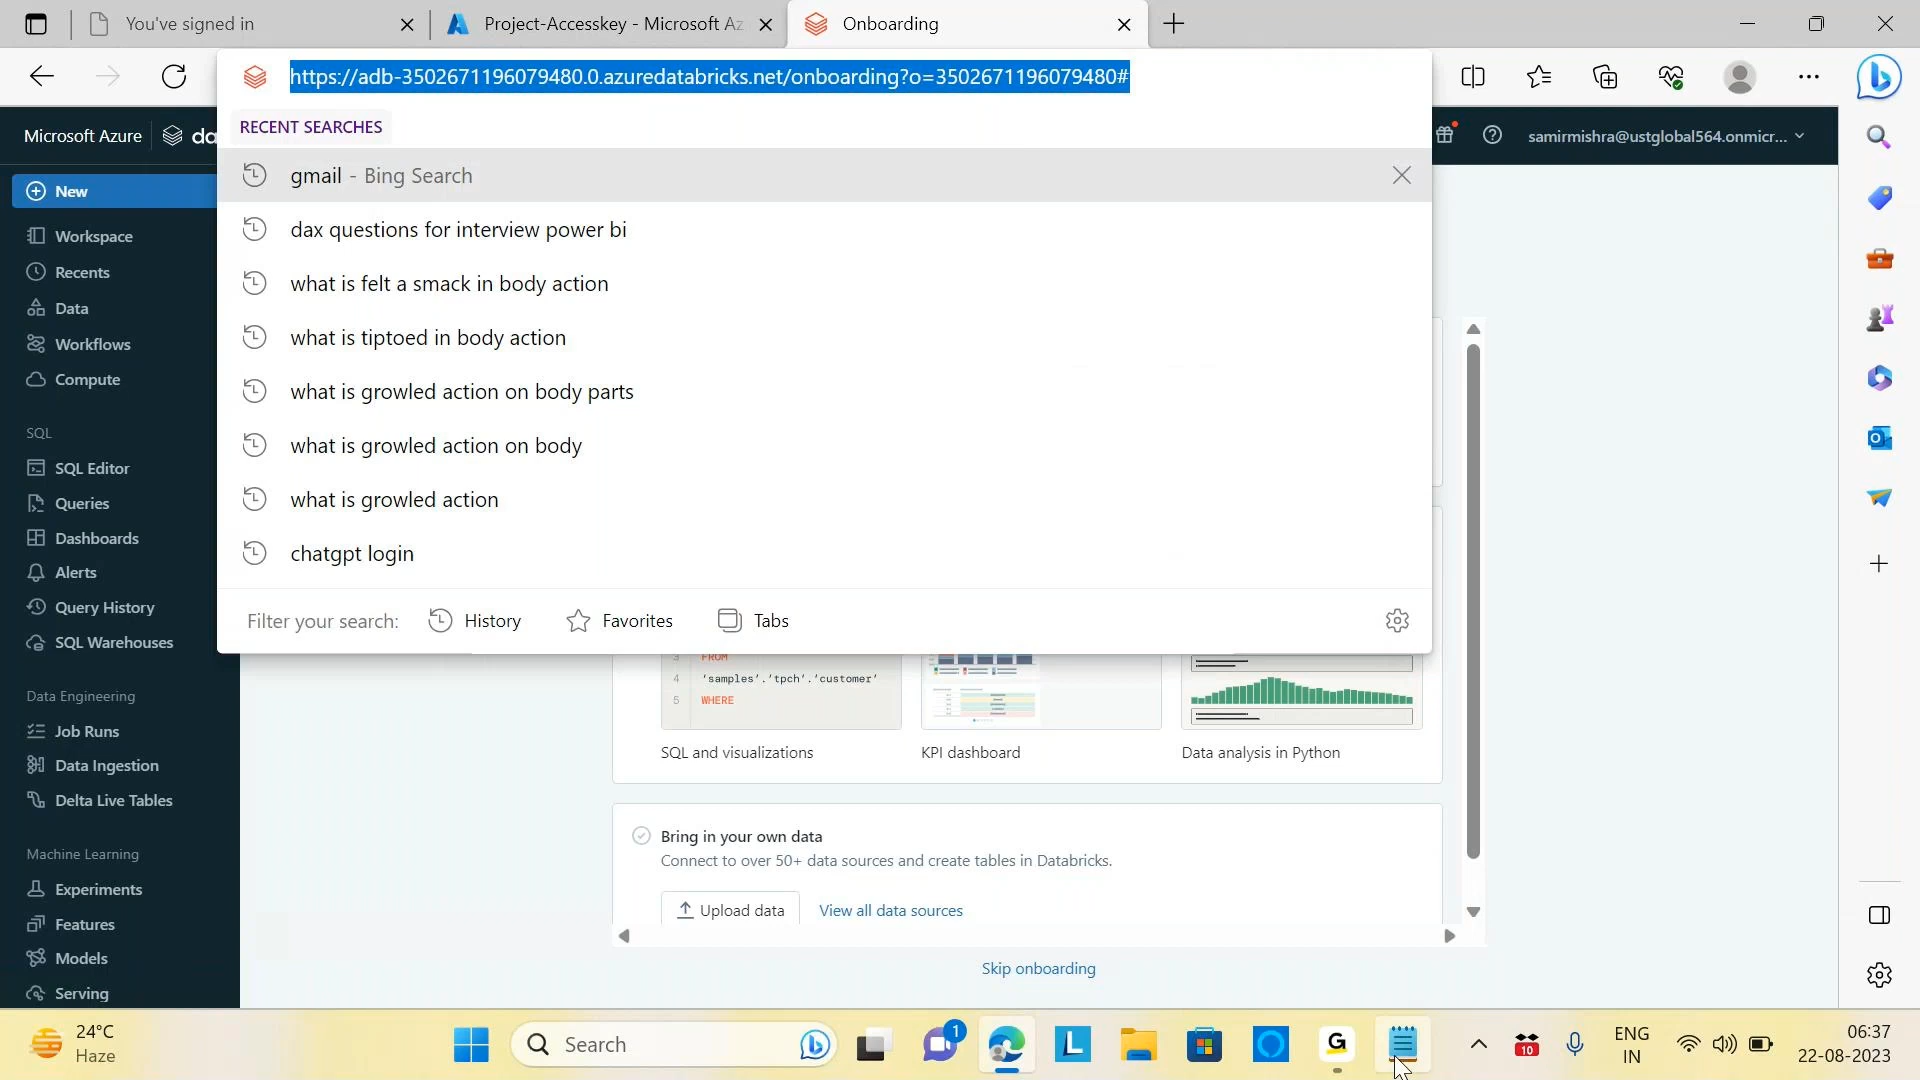 You've signed in
Project-Accesskey - Microsoft Az
Onboarding
https://adb-3502671196079480.0.azuredatabricks.net/onboarding?o=3502671196079480#
RECENT SEARCHES
Microsoft Azure
da
samirmishra@ustglobal564.onmicr...
gmail - Bing Search
New
dax questions for interview power bi
Workspace
Recents
what is felt a smack in body action
Data
what is tiptoed in body action
Workflows
Compute
what is growled action on body parts
SQL
what is growled action on body
SQL Editor
Queries
what is growled action
Dashboards
chatgpt login
Alerts
Query History
Filter your search:
History
Favorites
Tabs
SQL Warehouses
3 FROM
4 'samples'.'tpch'.'customer'
5 WHERE
Data Engineering
Job Runs
SQL and visualizations
KPI dashboard
Data analysis in Python
Data Ingestion
Delta Live Tables
Bring in your own data
Connect to over 50+ data sources and create tables in Databricks.
Machine Learning
Experiments
Upload data
View all data sources
Features
Models
Skip onboarding
Serving
24°C
Haze
Search
1
L
G
10
ENG
IN
06:37
22-08-2023